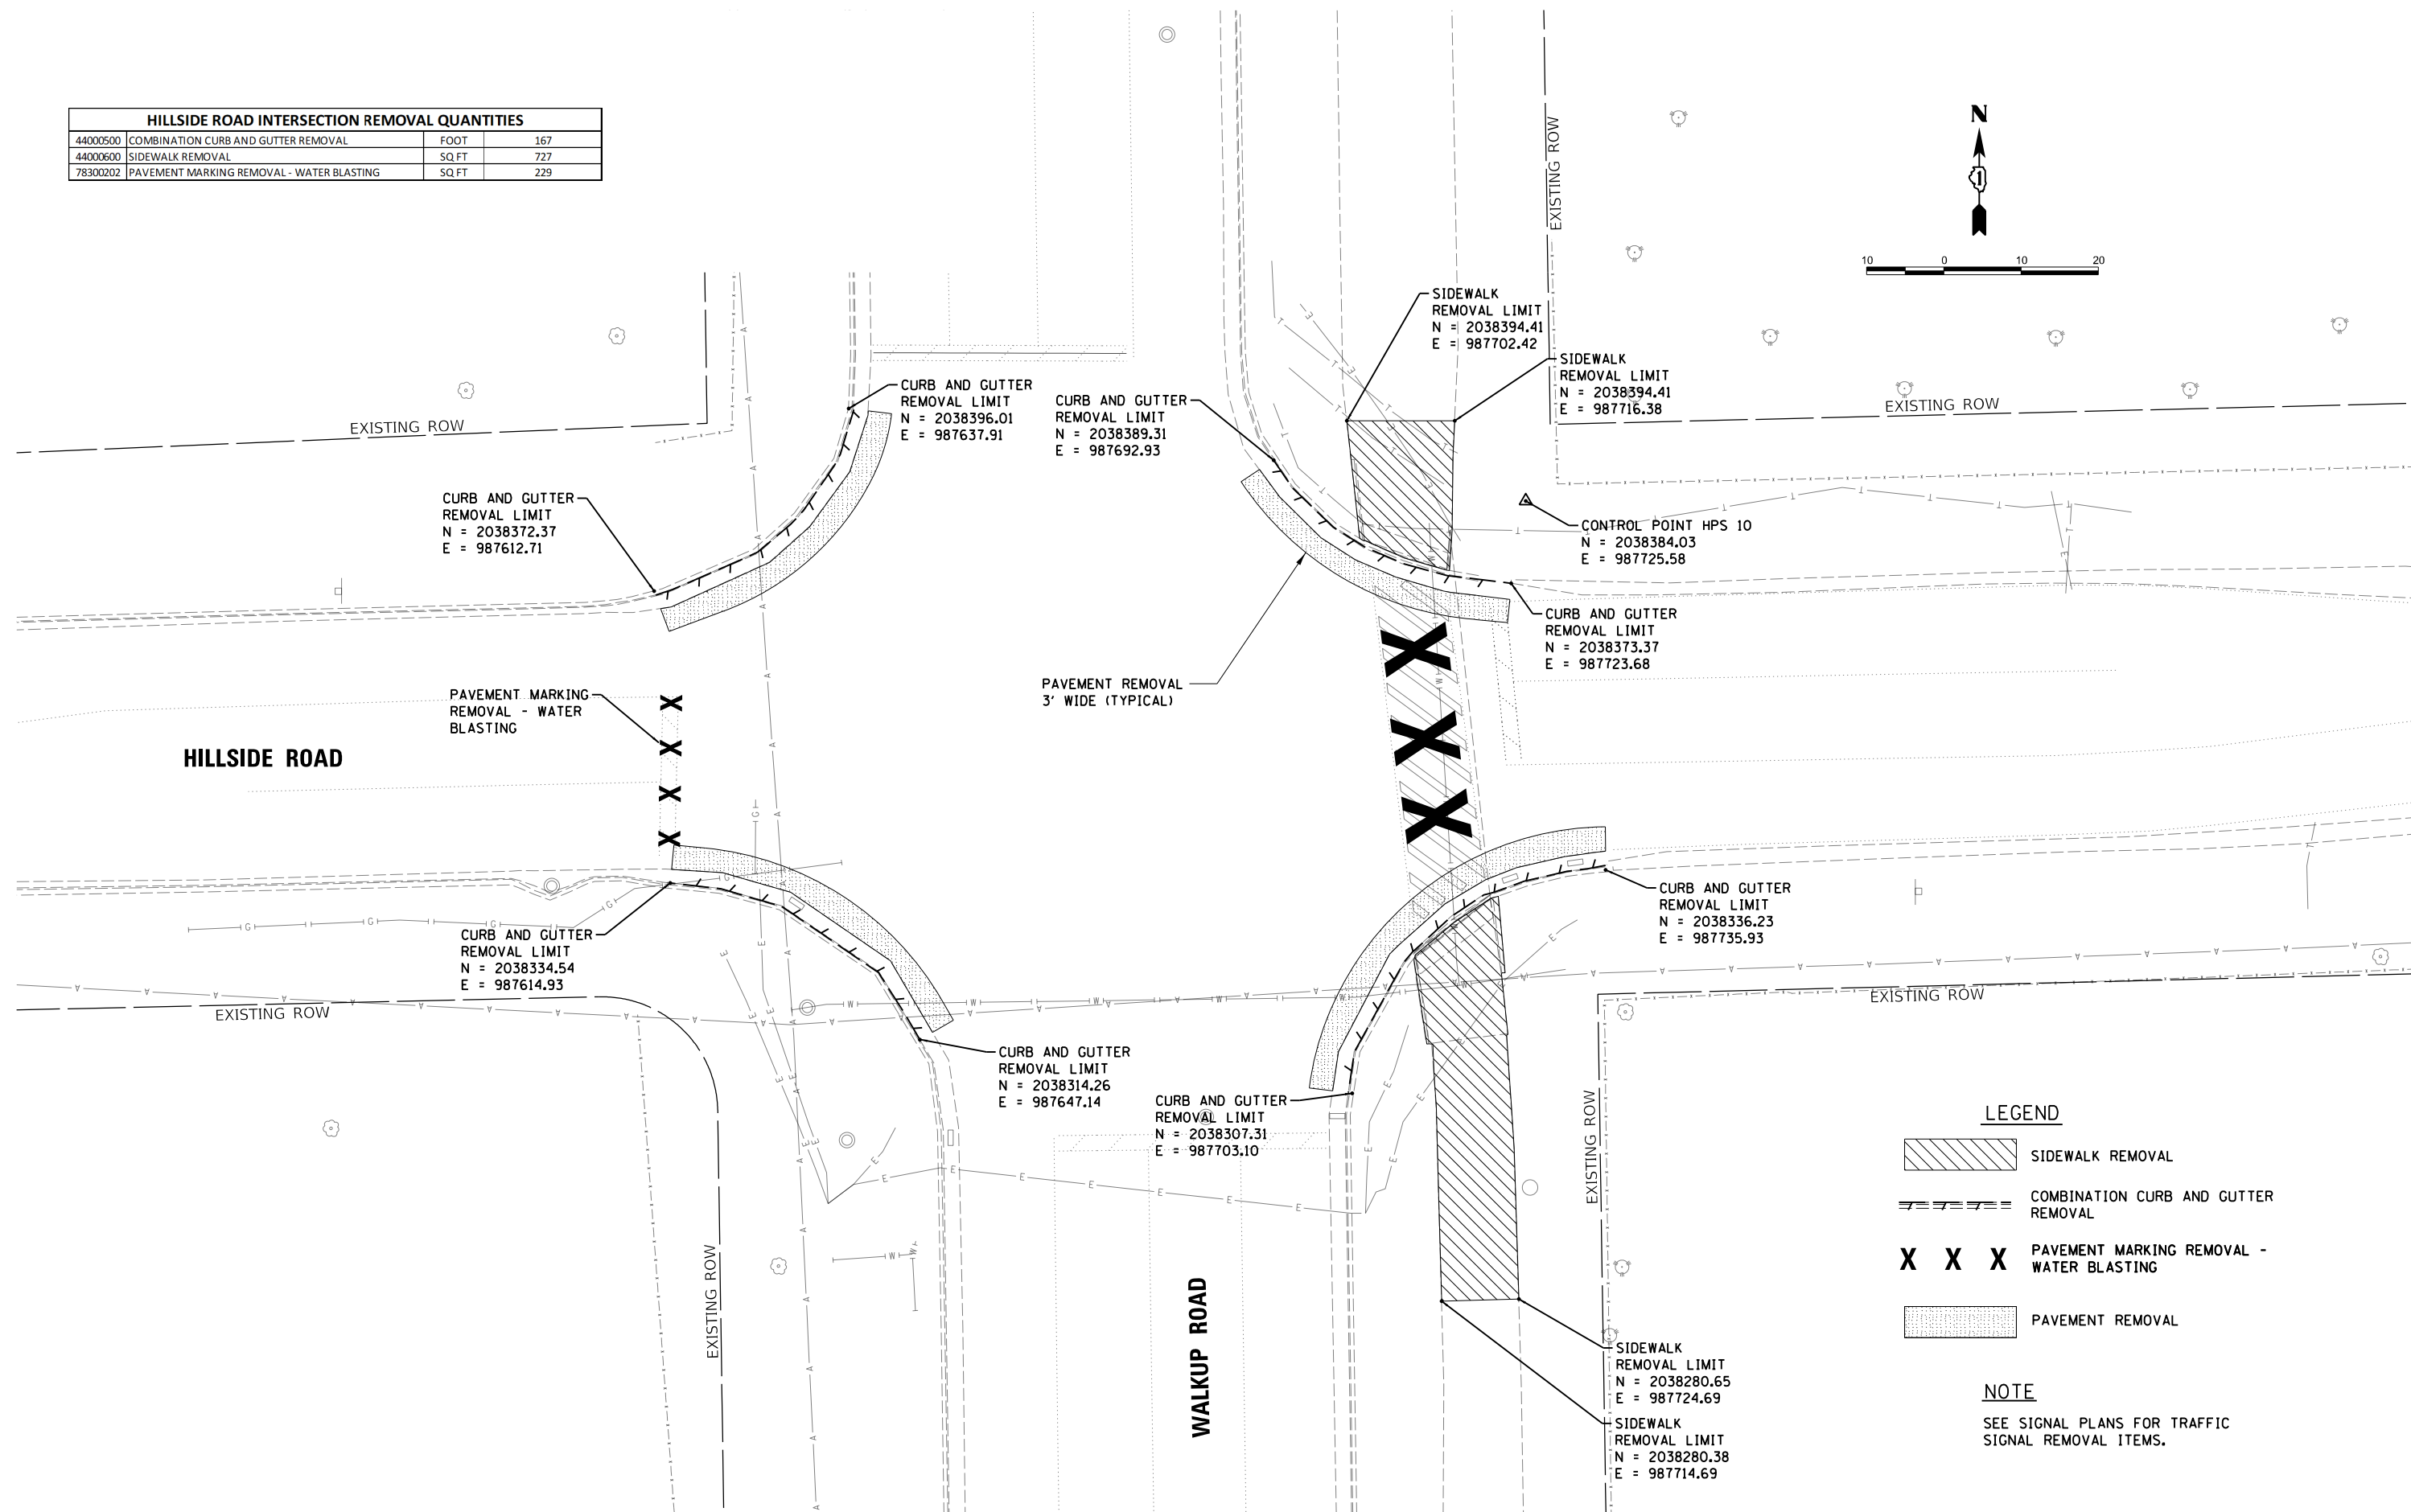 HILLSIDE ROAD INTERSECTION REMOVAL QUANTITIES
44000500 COMBINATION CURB AND GUTTER REMOVAL FOOT 167
44000600 SIDEWALK REMOVAL SQ FT 727
78300202 PAVEMENT MARKING REMOVAL - WATER BLASTING SQ FT 229
N
10 0 10 20
EXISTING ROW
SIDEWALK
REMOVAL LIMIT
N = 2038394.41
E = 987702.42
SIDEWALK
REMOVAL LIMIT
N = 2038394.41
E = 987716.38
EXISTING ROW
EXISTING ROW
CURB AND GUTTER
REMOVAL LIMIT
N = 2038396.01
E = 987637.91
CURB AND GUTTER
REMOVAL LIMIT
N = 2038389.31
E = 987692.93
CURB AND GUTTER
REMOVAL LIMIT
N = 2038372.37
E = 987612.71
CONTROL POINT HPS 10
N = 2038384.03
E = 987725.58
CURB AND GUTTER
REMOVAL LIMIT
N = 2038373.37
E = 987723.68
PAVEMENT REMOVAL
3' WIDE (TYPICAL)
PAVEMENT MARKING
REMOVAL - WATER
BLASTING
HILLSIDE ROAD
CURB AND GUTTER
REMOVAL LIMIT
N = 2038336.23
E = 987735.93
CURB AND GUTTER
REMOVAL LIMIT
N = 2038334.54
E = 987614.93
EXISTING ROW
EXISTING ROW
CURB AND GUTTER
REMOVAL LIMIT
N = 2038314.26
E = 987647.14
CURB AND GUTTER
REMOVAL LIMIT
N = 2038307.31
E = 987703.10
EXISTING ROW
EXISTING ROW
WALKUP ROAD
SIDEWALK
REMOVAL LIMIT
N = 2038280.65
E = 987724.69
SIDEWALK
REMOVAL LIMIT
N = 2038280.38
E = 987714.69
LEGEND
SIDEWALK REMOVAL
COMBINATION CURB AND GUTTER
REMOVAL
X X X PAVEMENT MARKING REMOVAL -
WATER BLASTING
PAVEMENT REMOVAL
NOTE
SEE SIGNAL PLANS FOR TRAFFIC
SIGNAL REMOVAL ITEMS.